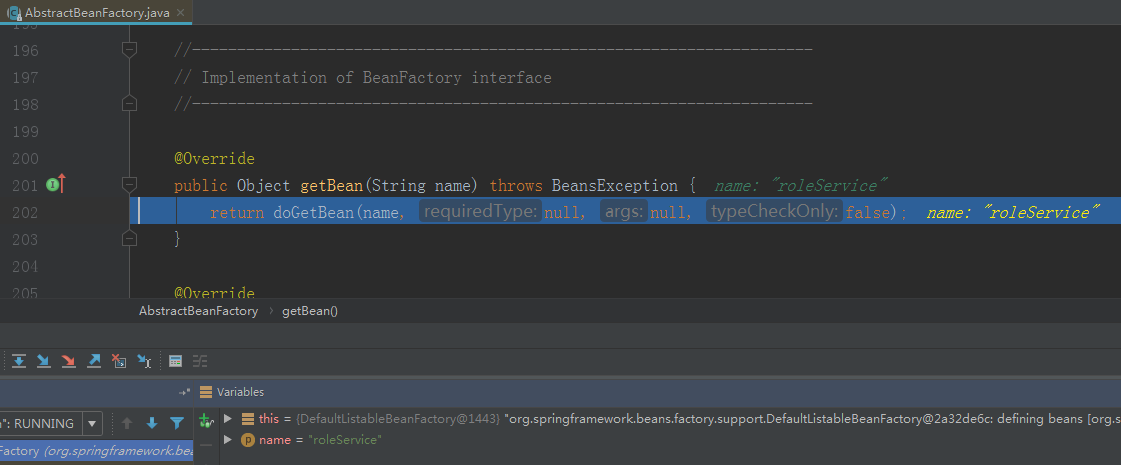 AbstractBeanFactory.java
195
196 //----------------------------------------------------------------------
197 // Implementation of BeanFactory interface
198 //----------------------------------------------------------------------
199
200 @Override
201 public Object getBean(String name) throws BeansException { name: "roleService"
202 return doGetBean(name, requiredType: null, args: null, typeCheckOnly: false); name: "roleService"
203 }
204
205 @Override
AbstractBeanFactory › getBean()
Variables
": RUNNING
this = {DefaultListableBeanFactory@1443} "org.springframework.beans.factory.support.DefaultListableBeanFactory@2a32de6c: defining beans [org.s
Factory (org.springframework.bea
name = "roleService"